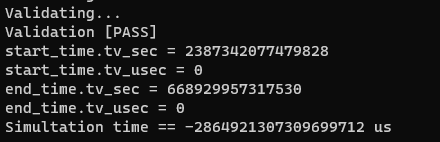 Validating...
Validation [PASS]
start_time.tv_sec = 2387342077479828
start_time.tv_usec = 0
end_time.tv_sec = 668929957317530
end_time.tv_usec = 0
Simultation time == -2864921307309699712 us